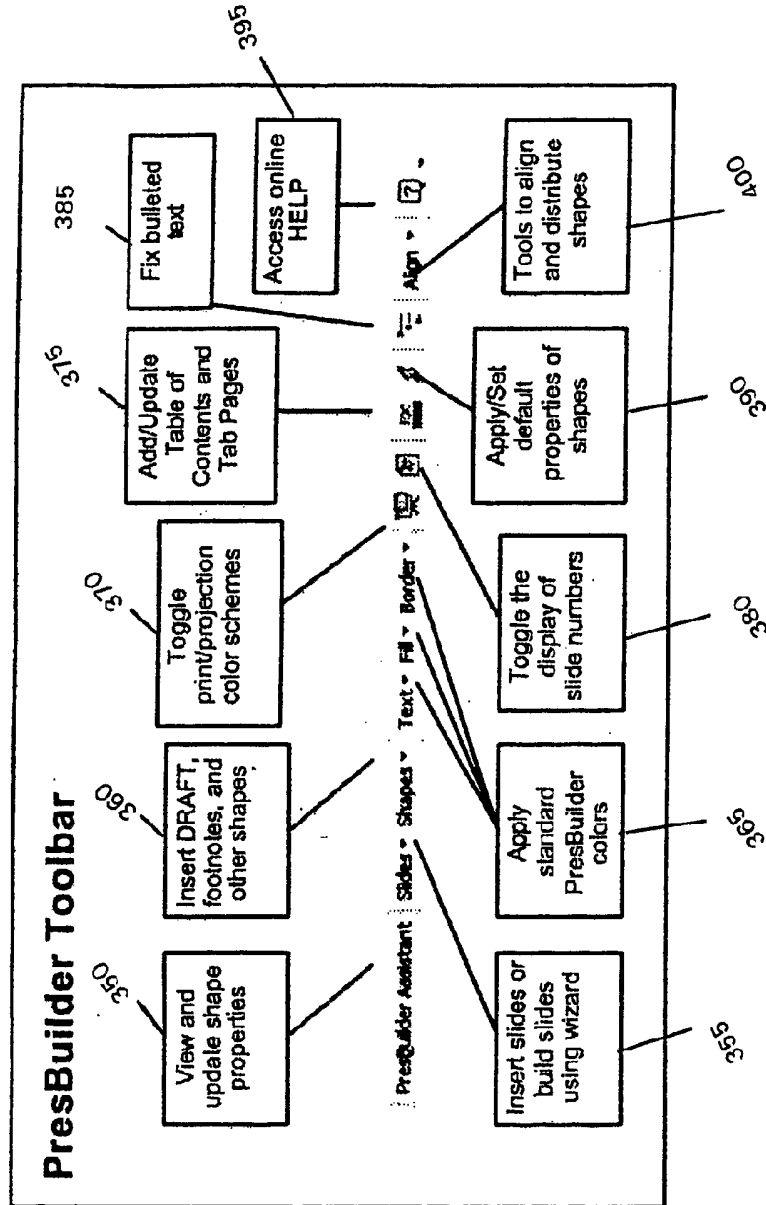 PresBuilder Toolbar
350
View and
update shape
properties
360
Insert DRAFT,
footnotes, and
other shapes
370
Toggle
print/projection
color schemes
375
Add/Update
Table of
Contents and
Tab Pages
385
Fix bulleted
text
395
Access online
HELP
PresBuilder Assistant Slides Shapes Text Fill Border TOC Align ?
Insert slides or
build slides
using wizard
355
Apply
standard
PresBuilder
colors
365
Toggle the
display of
slide numbers
380
Apply/Set
default
properties of
shapes
390
Tools to align
and distribute
shapes
400